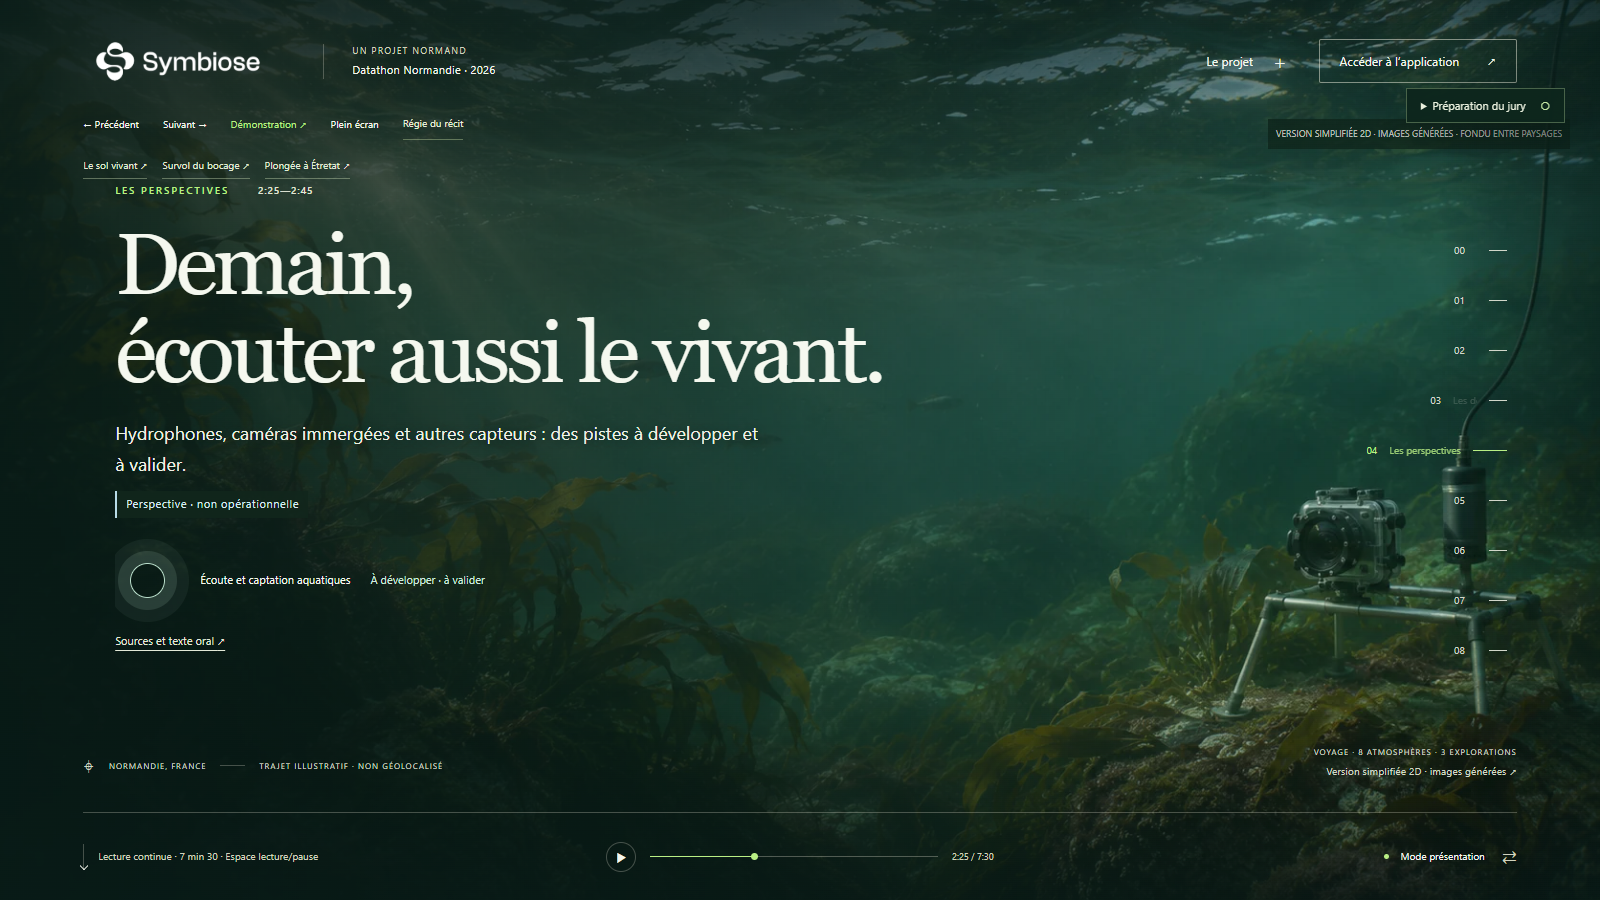 Symbiose
UN PROJET NORMAND
Datathon Normandie · 2026
Le projet +
Accéder à l'application ↗
▶ Préparation du jury
VERSION SIMPLIFIÉE 2D · IMAGES GÉNÉRÉES · FONDU ENTRE PAYSAGES
← Précédent Suivant → Démonstration ↗ Plein écran Régie du récit
Le sol vivant ↗ Survol du bocage ↗ Plongée à Étretat ↗
LES PERSPECTIVES 2:25—2:45
Demain,
écouter aussi le vivant.
Hydrophones, caméras immergées et autres capteurs : des pistes à développer et
à valider.
Perspective · non opérationnelle
Écoute et captation aquatiques À développer · à valider
Sources et texte oral ↗
00
01
02
03 Les d
04 Les perspectives
05
06
07
08
NORMANDIE, FRANCE TRAJET ILLUSTRATIF · NON GÉOLOCALISÉ
VOYAGE · 8 ATMOSPHÈRES · 3 EXPLORATIONS
Version simplifiée 2D · images générées ↗
Lecture continue · 7 min 30 · Espace lecture/pause
2:25 / 7:30
Mode présentation